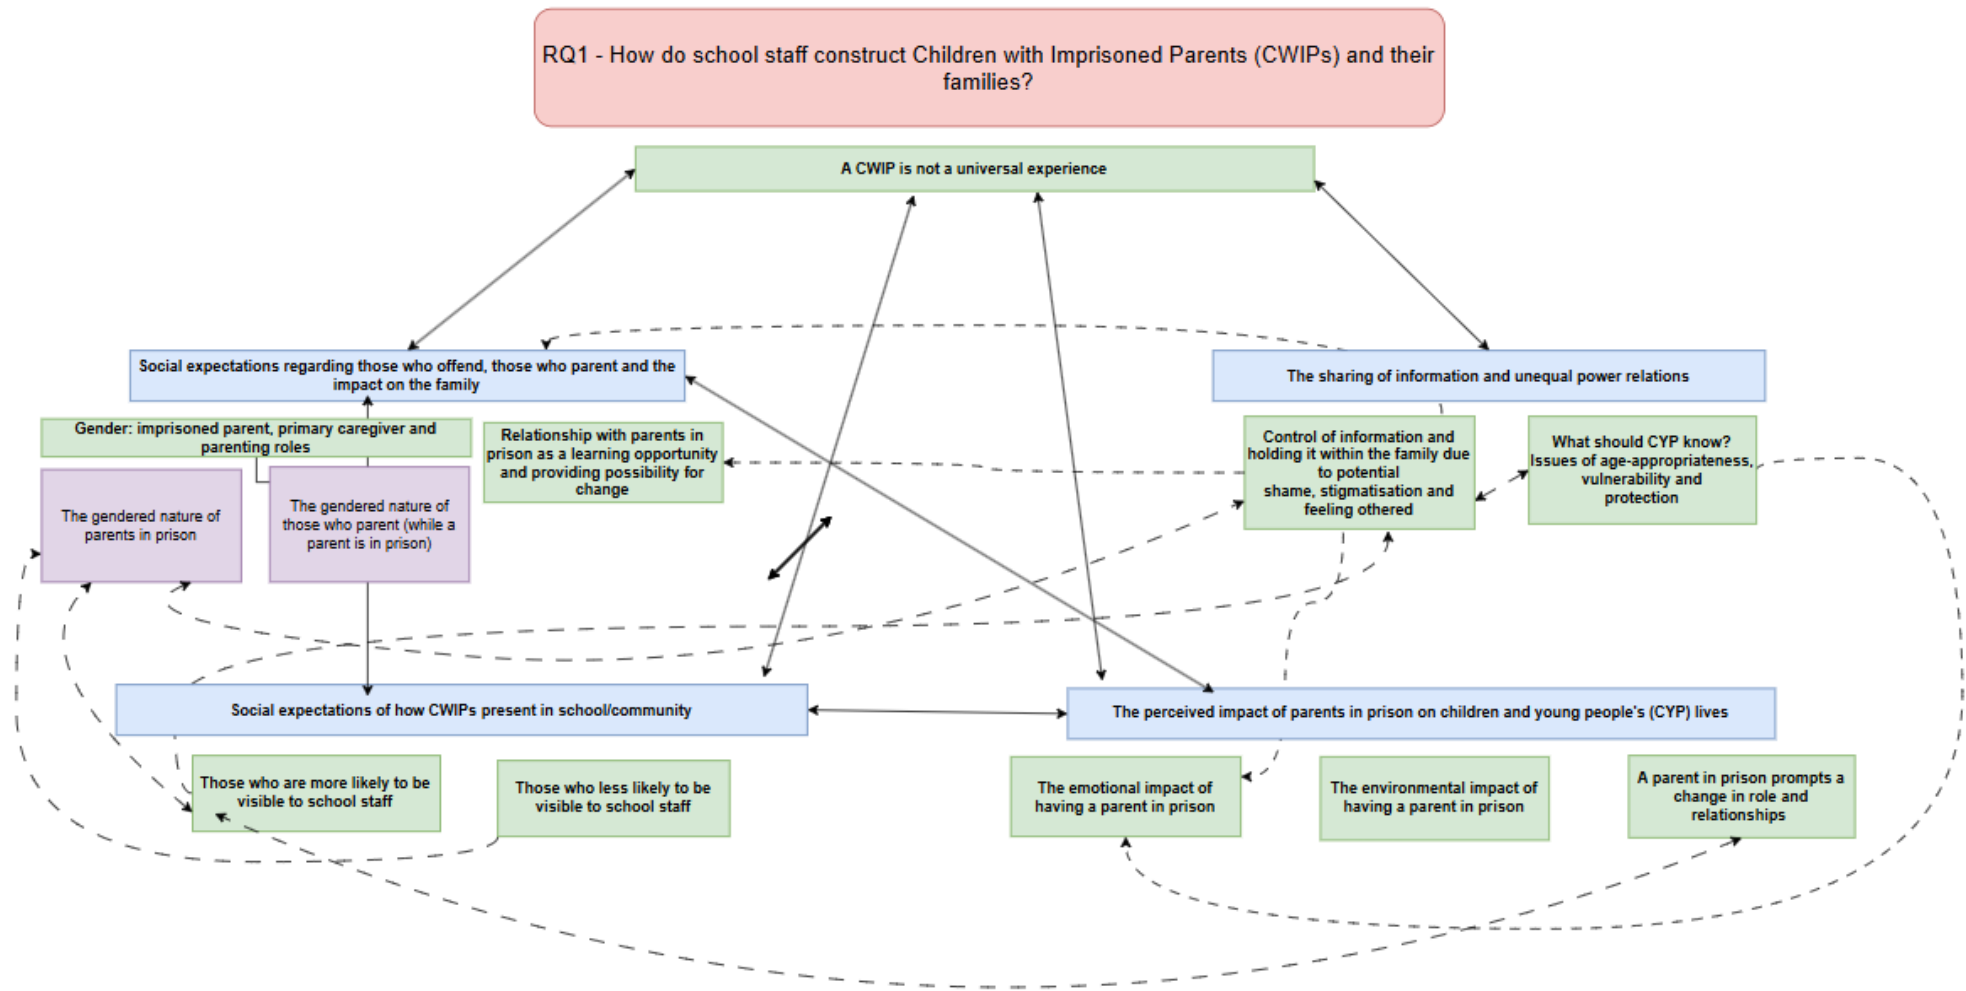 RQ1 - How do school staff construct Children with Imprisoned Parents (CWIPs) and their
families?
A CWIP is not a universal experience
Social expectations regarding those who offend, those who parent and the
impact on the family
The sharing of information and unequal power relations
Gender: imprisoned parent, primary caregiver and
parenting roles
Relationship with parents in
prison as a learning opportunity
and providing possibility for
change
Control of information and
holding it within the family due
to potential
shame, stigmatisation and
feeling othered
What should CYP know?
Issues of age-appropriateness,
vulnerability and
protection
The gendered nature of
parents in prison
The gendered nature of
those who parent (while a
parent is in prison)
Social expectations of how CWIPs present in school/community
The perceived impact of parents in prison on children and young people's (CYP) lives
Those who are more likely to be
visible to school staff
Those who less likely to be
visible to school staff
The emotional impact of
having a parent in prison
The environmental impact of
having a parent in prison
A parent in prison prompts a
change in role and
relationships